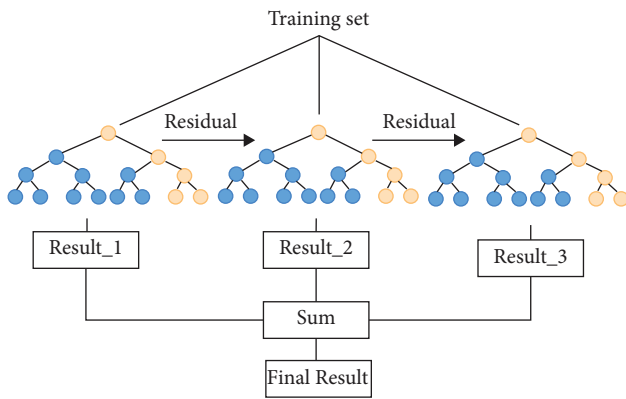 Training set
Residual
Residual
Result_1
Result_2
Result_3
Sum
Final Result